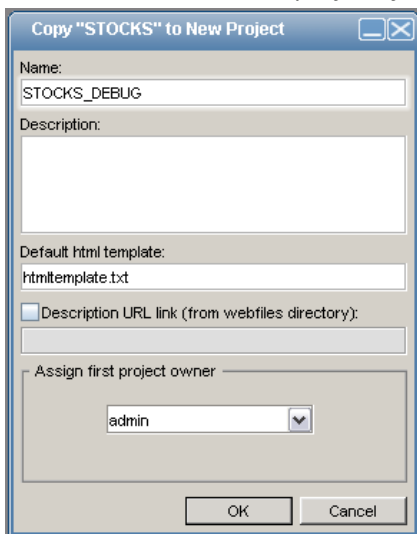 Copy "STOCKS" to New Project
Name:
STOCKS_DEBUG
Description:
Default html template:
htmltemplate.txt
Description URL link (from webfiles directory):
Assign first project owner
admin
OK Cancel